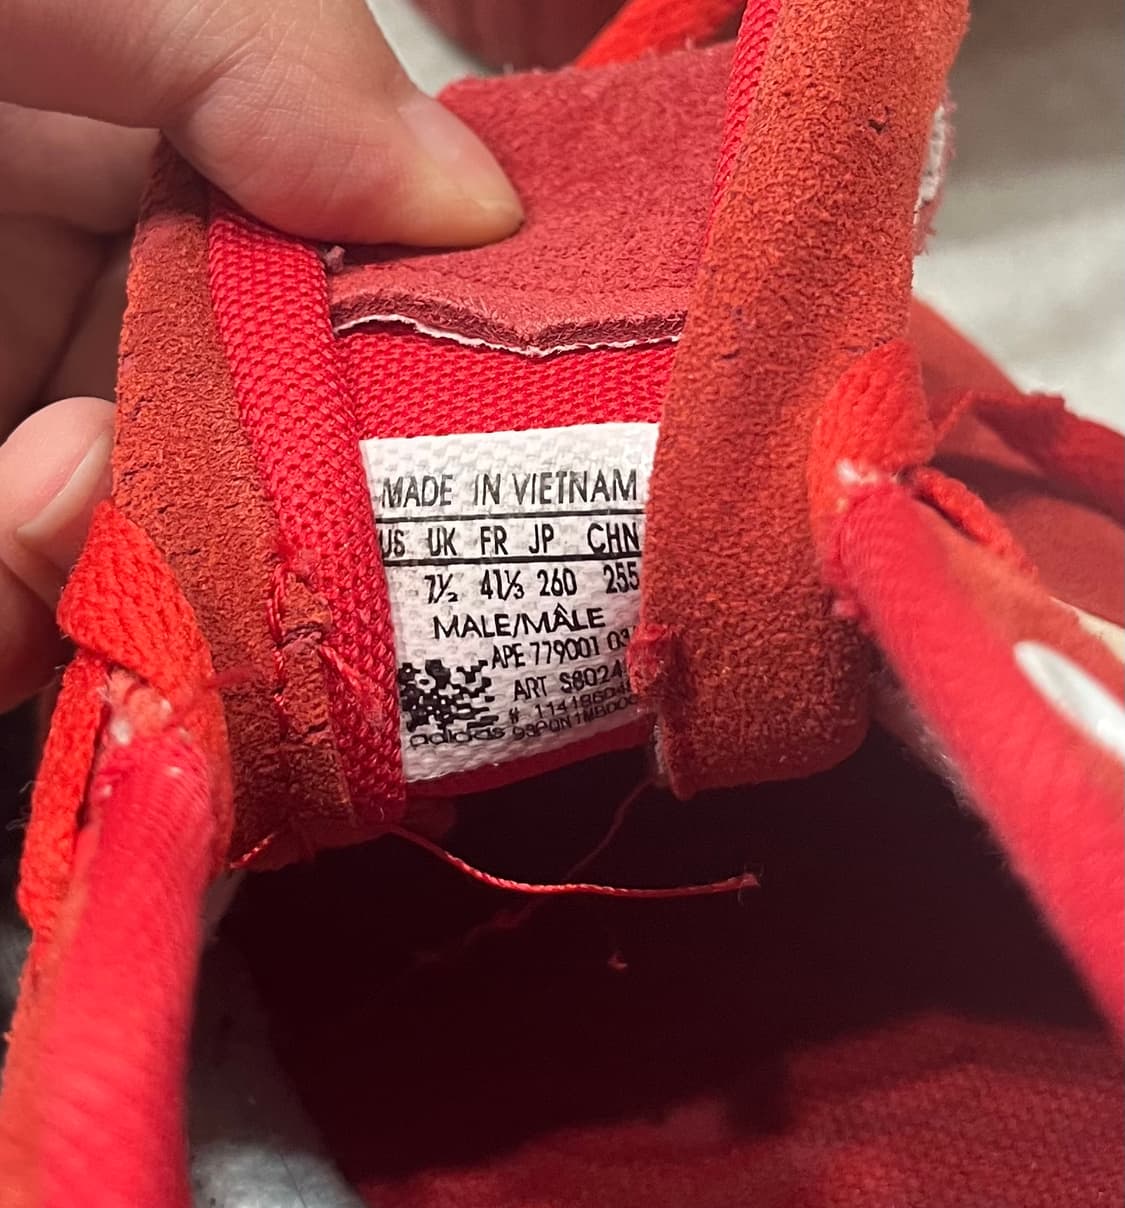 MADE IN VIETNAM
US UK FR JP CHN
7½ 41⅓ 260 255
MALE/MÂLE
APE 779001
ART
#
adidas